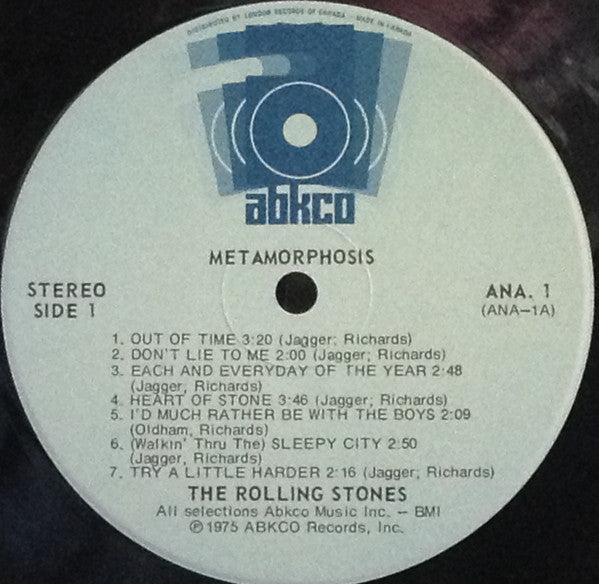 DISTRIBUTED BY LONDON RECORDS OF CANADA - MADE IN CANADA
abkco
METAMORPHOSIS
STEREO
SIDE 1
ANA. 1
(ANA-1A)
1. OUT OF TIME 3:20 (Jagger; Richards)
2. DON'T LIE TO ME 2:00 (Jagger; Richards)
3. EACH AND EVERYDAY OF THE YEAR 2:48
(Jagger, Richards)
4. HEART OF STONE 3:46 (Jagger; Richards)
5. I'D MUCH RATHER BE WITH THE BOYS 2:09
(Oldham, Richards)
6. (Walkin' Thru The) SLEEPY CITY 2:50
(Jagger, Richards)
7. TRY A LITTLE HARDER 2:16 (Jagger; Richards)
THE ROLLING STONES
All selections Abkco Music Inc. – BMI
℗ 1975 ABKCO Records, Inc.